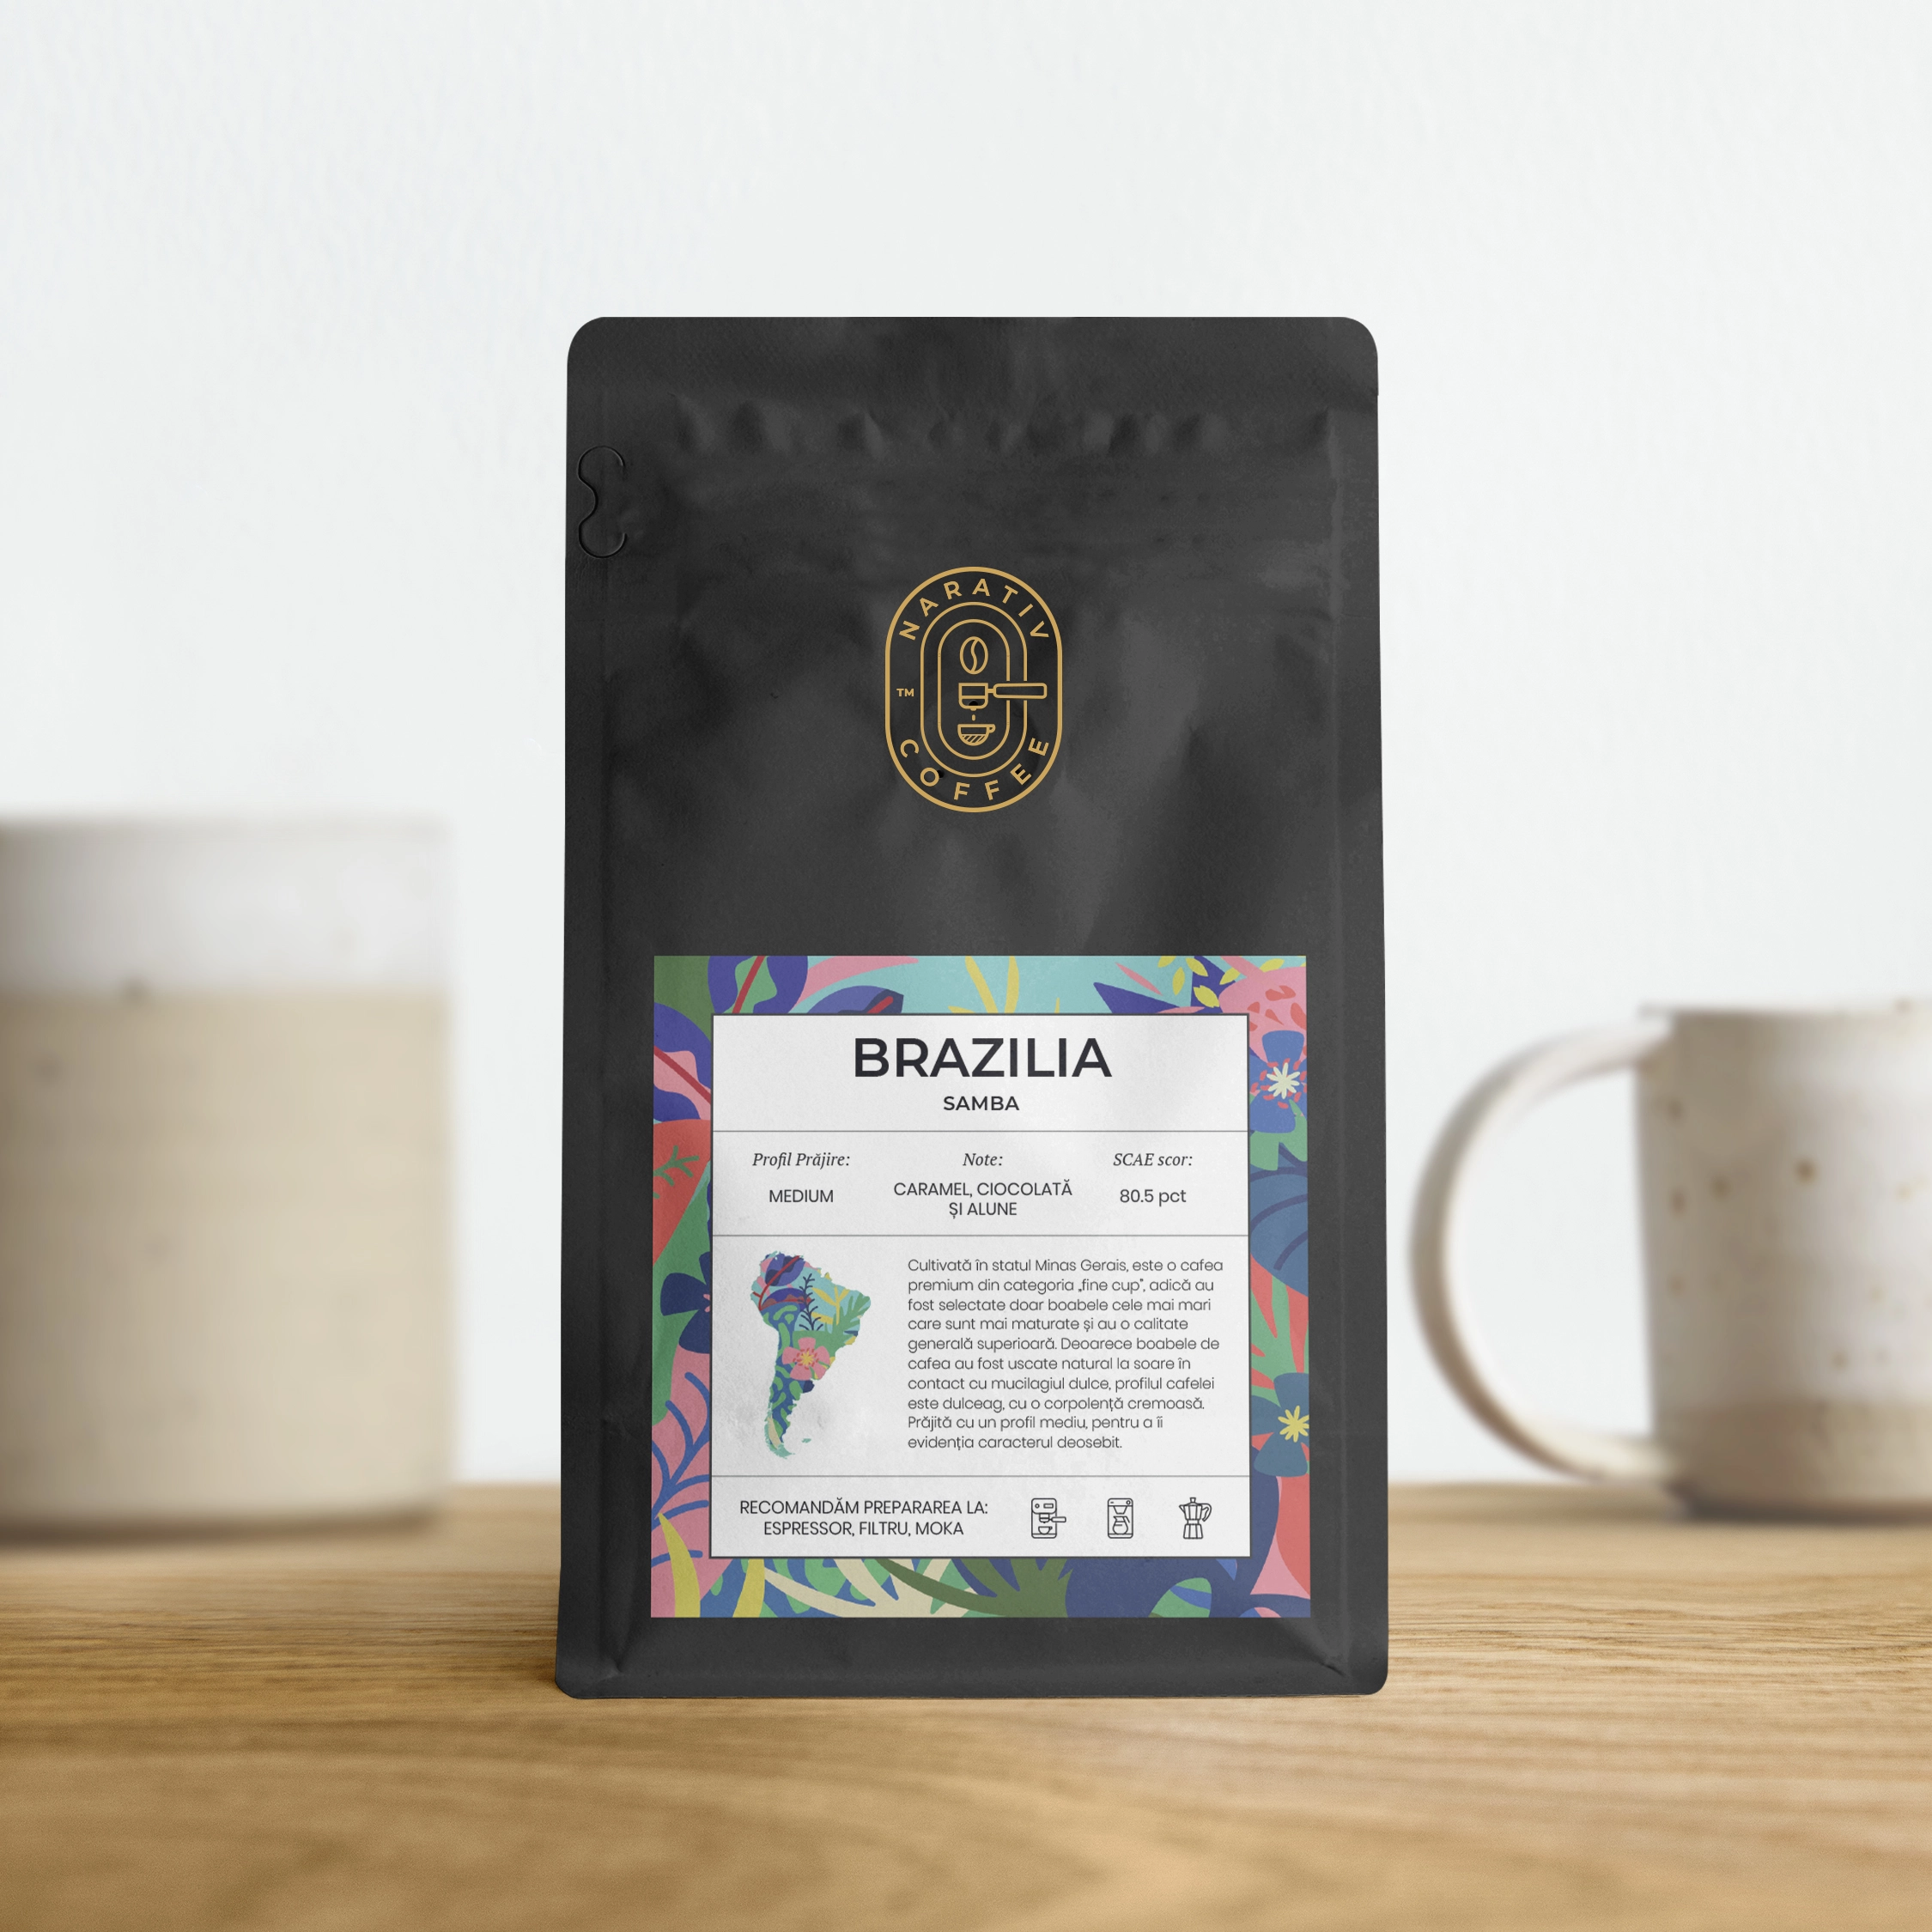 NARATIV
TM
COFFEE
BRAZILIA
SAMBA
Profil Prăjire:
MEDIUM
Note:
CARAMEL, CIOCOLATĂ
ȘI ALUNE
SCAE scor:
80.5 pct
Cultivată în statul Minas Gerais, este o cafea
premium din categoria „fine cup”, adică au
fost selectate doar boabele cele mai mari
care sunt mai maturate și au o calitate
generală superioară. Deoarece boabele de
cafea au fost uscate natural la soare în
contact cu mucilagiul dulce, profilul cafelei
este dulceag, cu o corpolență cremoasă.
Prăjită cu un profil mediu, pentru a îi
evidenția caracterul deosebit.
RECOMANDĂM PREPARAREA LA:
ESPRESSOR, FILTRU, MOKA